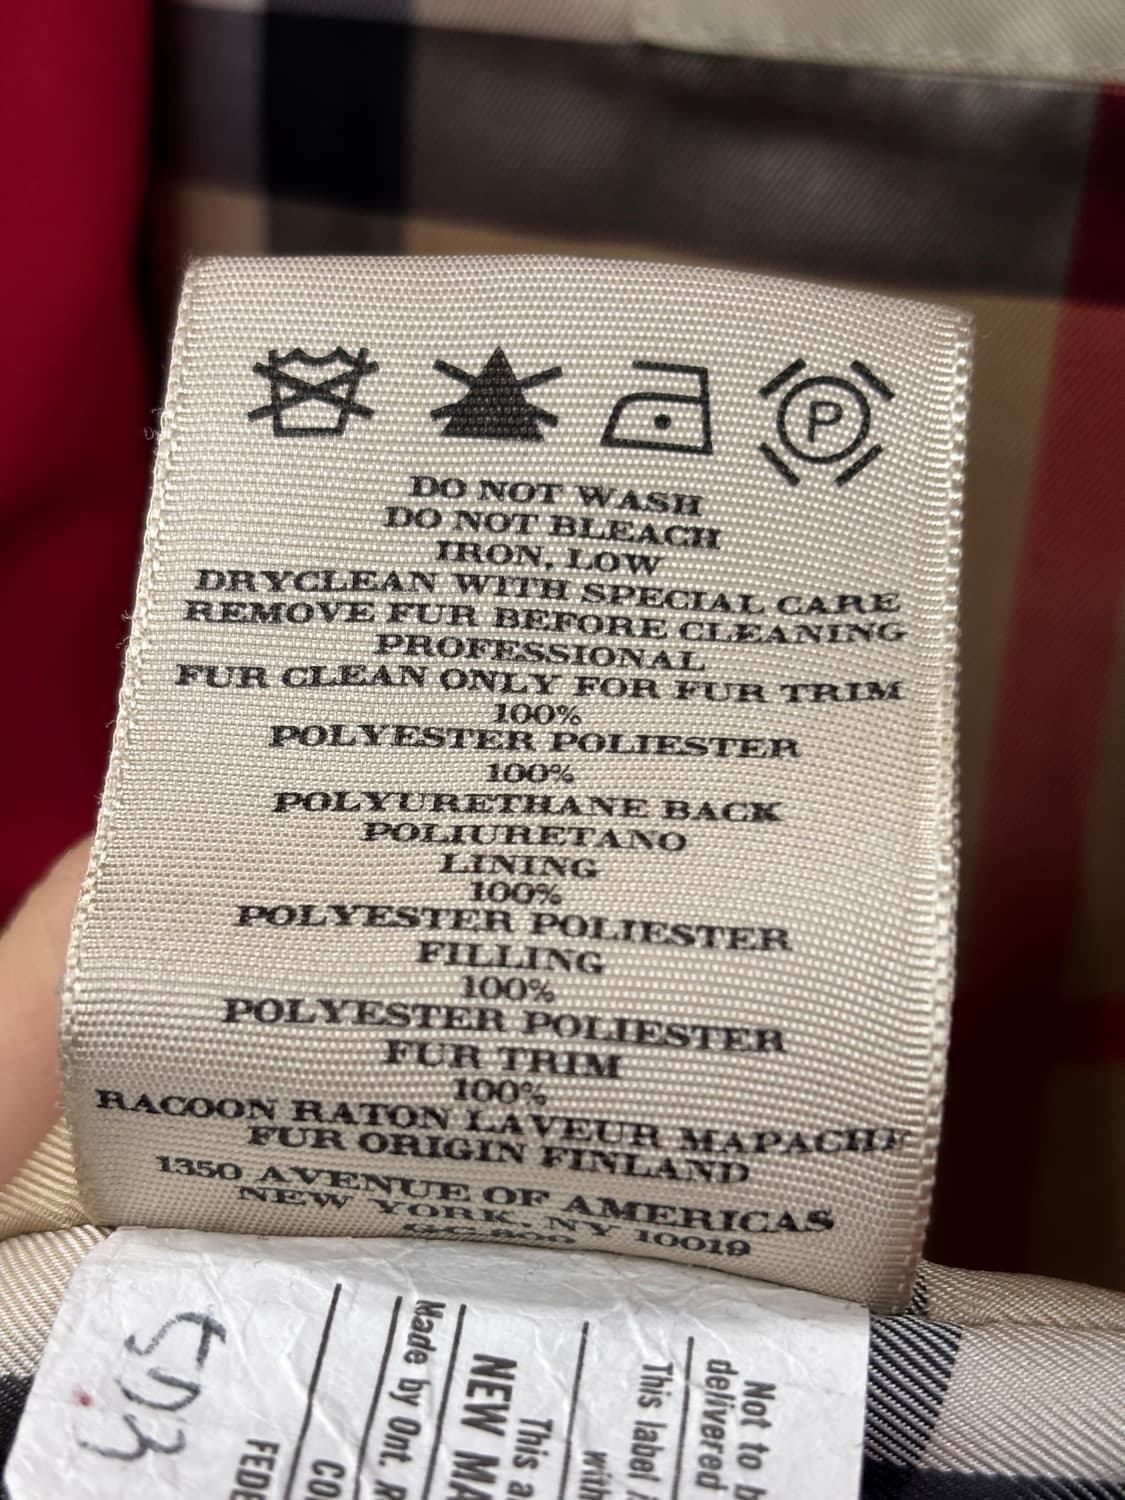 P
DO NOT WASH
DO NOT BLEACH
IRON, LOW
DRYCLEAN WITH SPECIAL CARE
REMOVE FUR BEFORE CLEANING
PROFESSIONAL
FUR CLEAN ONLY FOR FUR TRIM
100%
POLYESTER POLIESTER
100%
POLYURETHANE BACK
POLIURETANO
LINING
100%
POLYESTER POLIESTER
FILLING
100%
POLYESTER POLIESTER
FUR TRIM
100%
RACOON RATON LAVEUR MAPACHE
FUR ORIGIN FINLAND
1350 AVENUE OF AMERICAS
NEW YORK, NY 10019
Not to b
delivered
This label
with
This a
NEW MA
Made by Ont. R
CO
FEDE